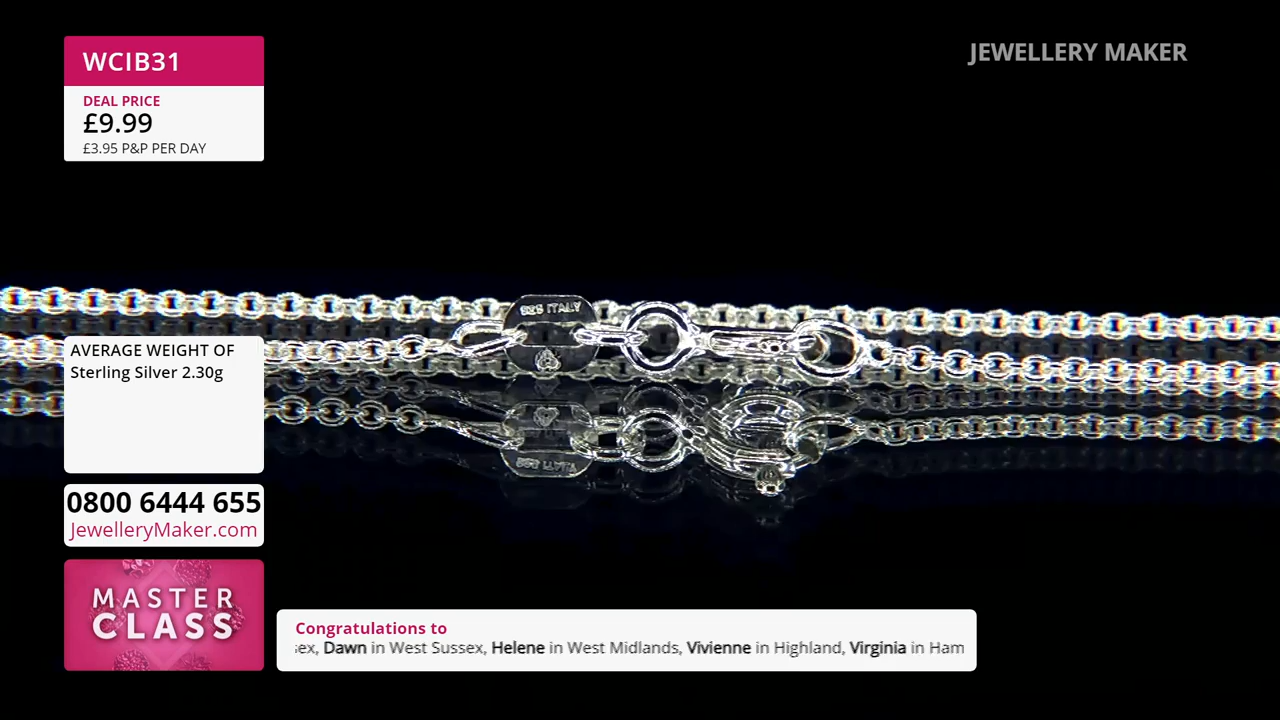 WCIB31
JEWELLERY MAKER
DEAL PRICE
£9.99
£3.95 P&P PER DAY
925 ITALY
AVERAGE WEIGHT OF
Sterling Silver 2.30g
0800 6444 655
JewelleryMaker.com
MASTER
CLASS
Congratulations to
sex, Dawn in West Sussex, Helene in West Midlands, Vivienne in Highland, Virginia in Ham